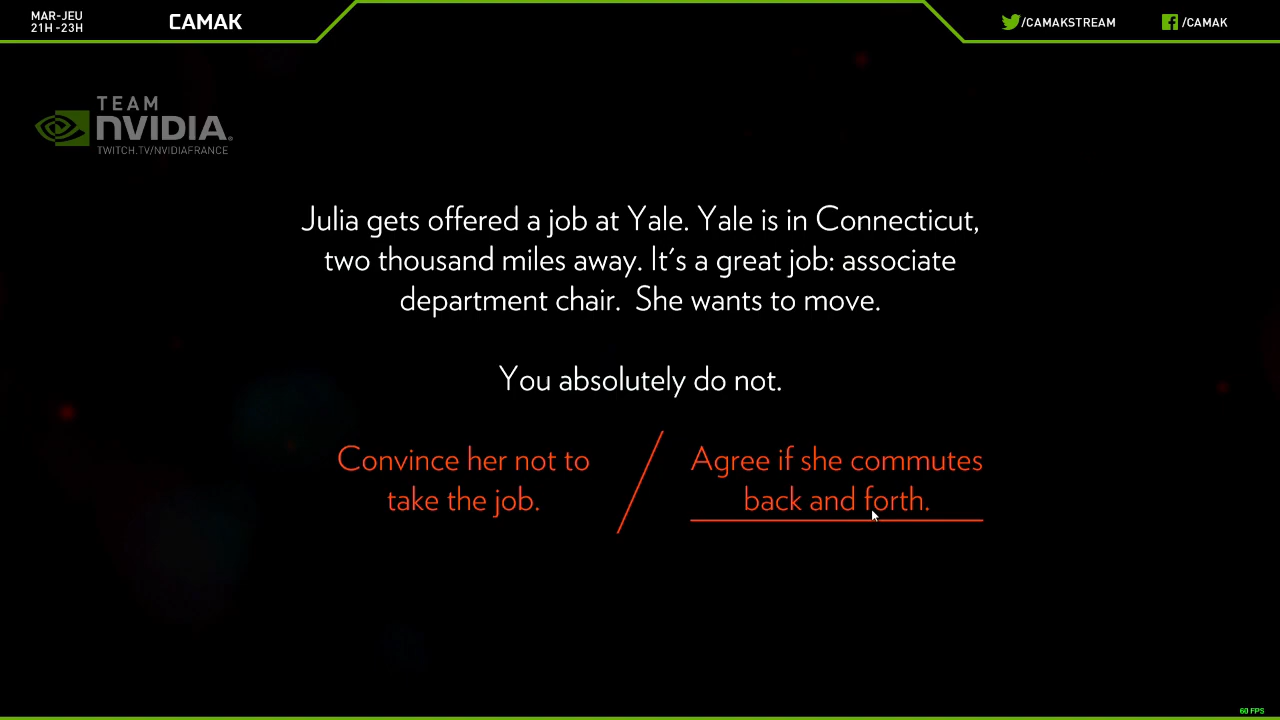 MAR-JEU
21H -23H
CAMAK
/CAMAKSTREAM
/CAMAK
TEAM
NVIDIA
TWITCH.TV/NVIDIAFRANCE
Julia gets offered a job at Yale. Yale is in Connecticut,
two thousand miles away. It's a great job: associate
department chair.  She wants to move.
You absolutely do not.
Convince her not to
take the job.
Agree if she commutes
back and forth.
60 FPS